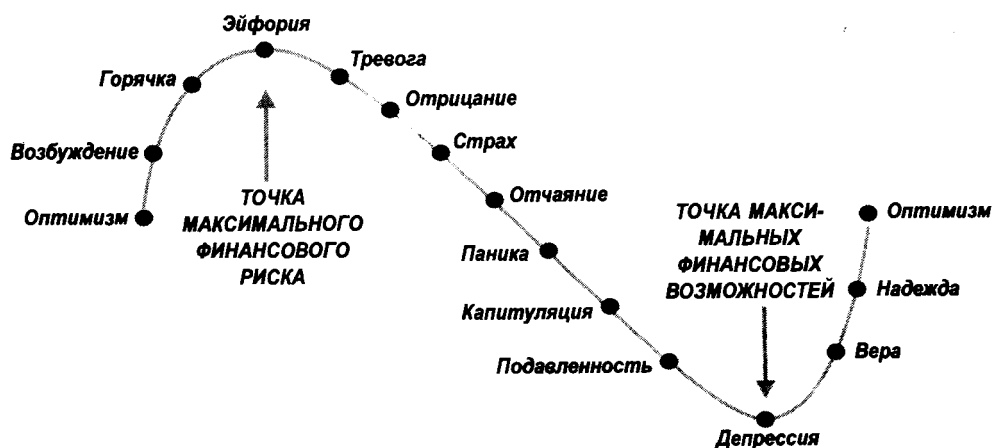 Эйфория
Горячка
Тревога
Отрицание
Возбуждение
Страх
Оптимизм
ТОЧКА
МАКСИМАЛЬНОГО
ФИНАНСОВОГО
РИСКА
Отчаяние
Паника
Капитуляция
Подавленность
ТОЧКА МАКСИ-
МАЛЬНЫХ
ФИНАНСОВЫХ
ВОЗМОЖНОСТЕЙ
Депрессия
Вера
Надежда
Оптимизм